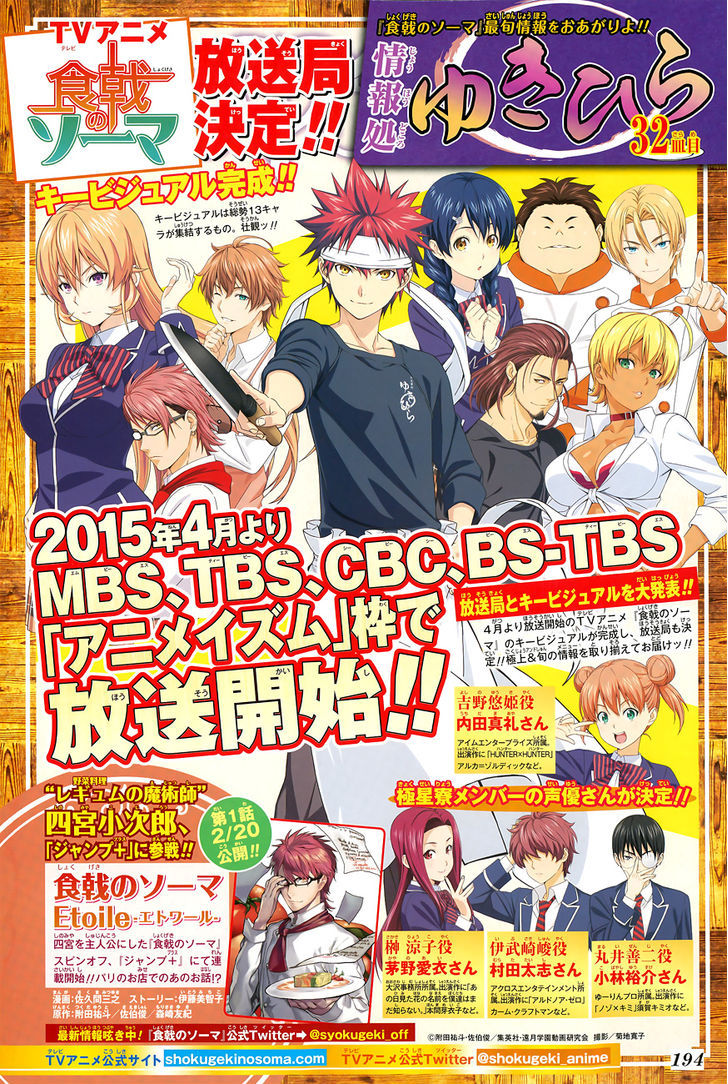 『食戟のソーマ』最旬情報をおあがりよ!!
情報処
ゆきひら
32皿目
TVアニメ
食戟の
ソーマ
放送局
決定!!
キービジュアル完成!!
キービジュアルは総勢13キャ
ラが集結するもの。壮観ッ!!
ゆきひら
2015年4月より
MBS、TBS、CBC、BS-TBS
「アニメイズム」枠で
放送開始!!
放送局とキービジュアルを大発表!!
4月より放送開始のTVアニメ『食戟のソー
マ』のキービジュアルが完成し、放送局も決
定!!極上&旬の情報を取り揃えてお届けッ!!
吉野悠姫役
内田真礼さん
アイムエンタープライズ所属。
出演作に『HUNTER×HUNTER』
アルカ=ゾルディックなど。
極星寮メンバーの声優さんが決定!!
榊 涼子役
茅野愛衣さん
大沢事務所所属。出演作に『あ
の日見た花の名前を僕達はま
だ知らない。』本間芽衣子など。
伊武崎峻役
村田太志さん
アクロスエンタテインメント所
属。出演作に『アルドノア・ゼロ』
カーム・クラフトマンなど。
丸井善二役
小林裕介さん
ゆーりんプロ所属。出演作に
『ノゾ×キミ』須賀キミオなど。
野菜料理
“レギュムの魔術師”
四宮小次郎、
「ジャンプ+」に参戦!!
第1話
2/20
公開!!
食戟のソーマ
Etoile -エトワール-
四宮を主人公にした『食戟のソーマ』
スピンオフ、「ジャンプ+」にて連
載開始!!パリのお店でのあの話!?
漫画:佐久間三之 ストーリー:伊藤美智子
原作:附田祐斗・佐伯俊 森崎友紀
最新情報呟き中!『食戟のソーマ』公式Twitter→@syokugeki_off
©附田祐斗・佐伯俊/集英社・遠月学園動画研究会 撮影/菊地寛子
TVアニメ公式サイト shokugekinosoma.com
TVアニメ公式Twitter @shokugeki_anime
194